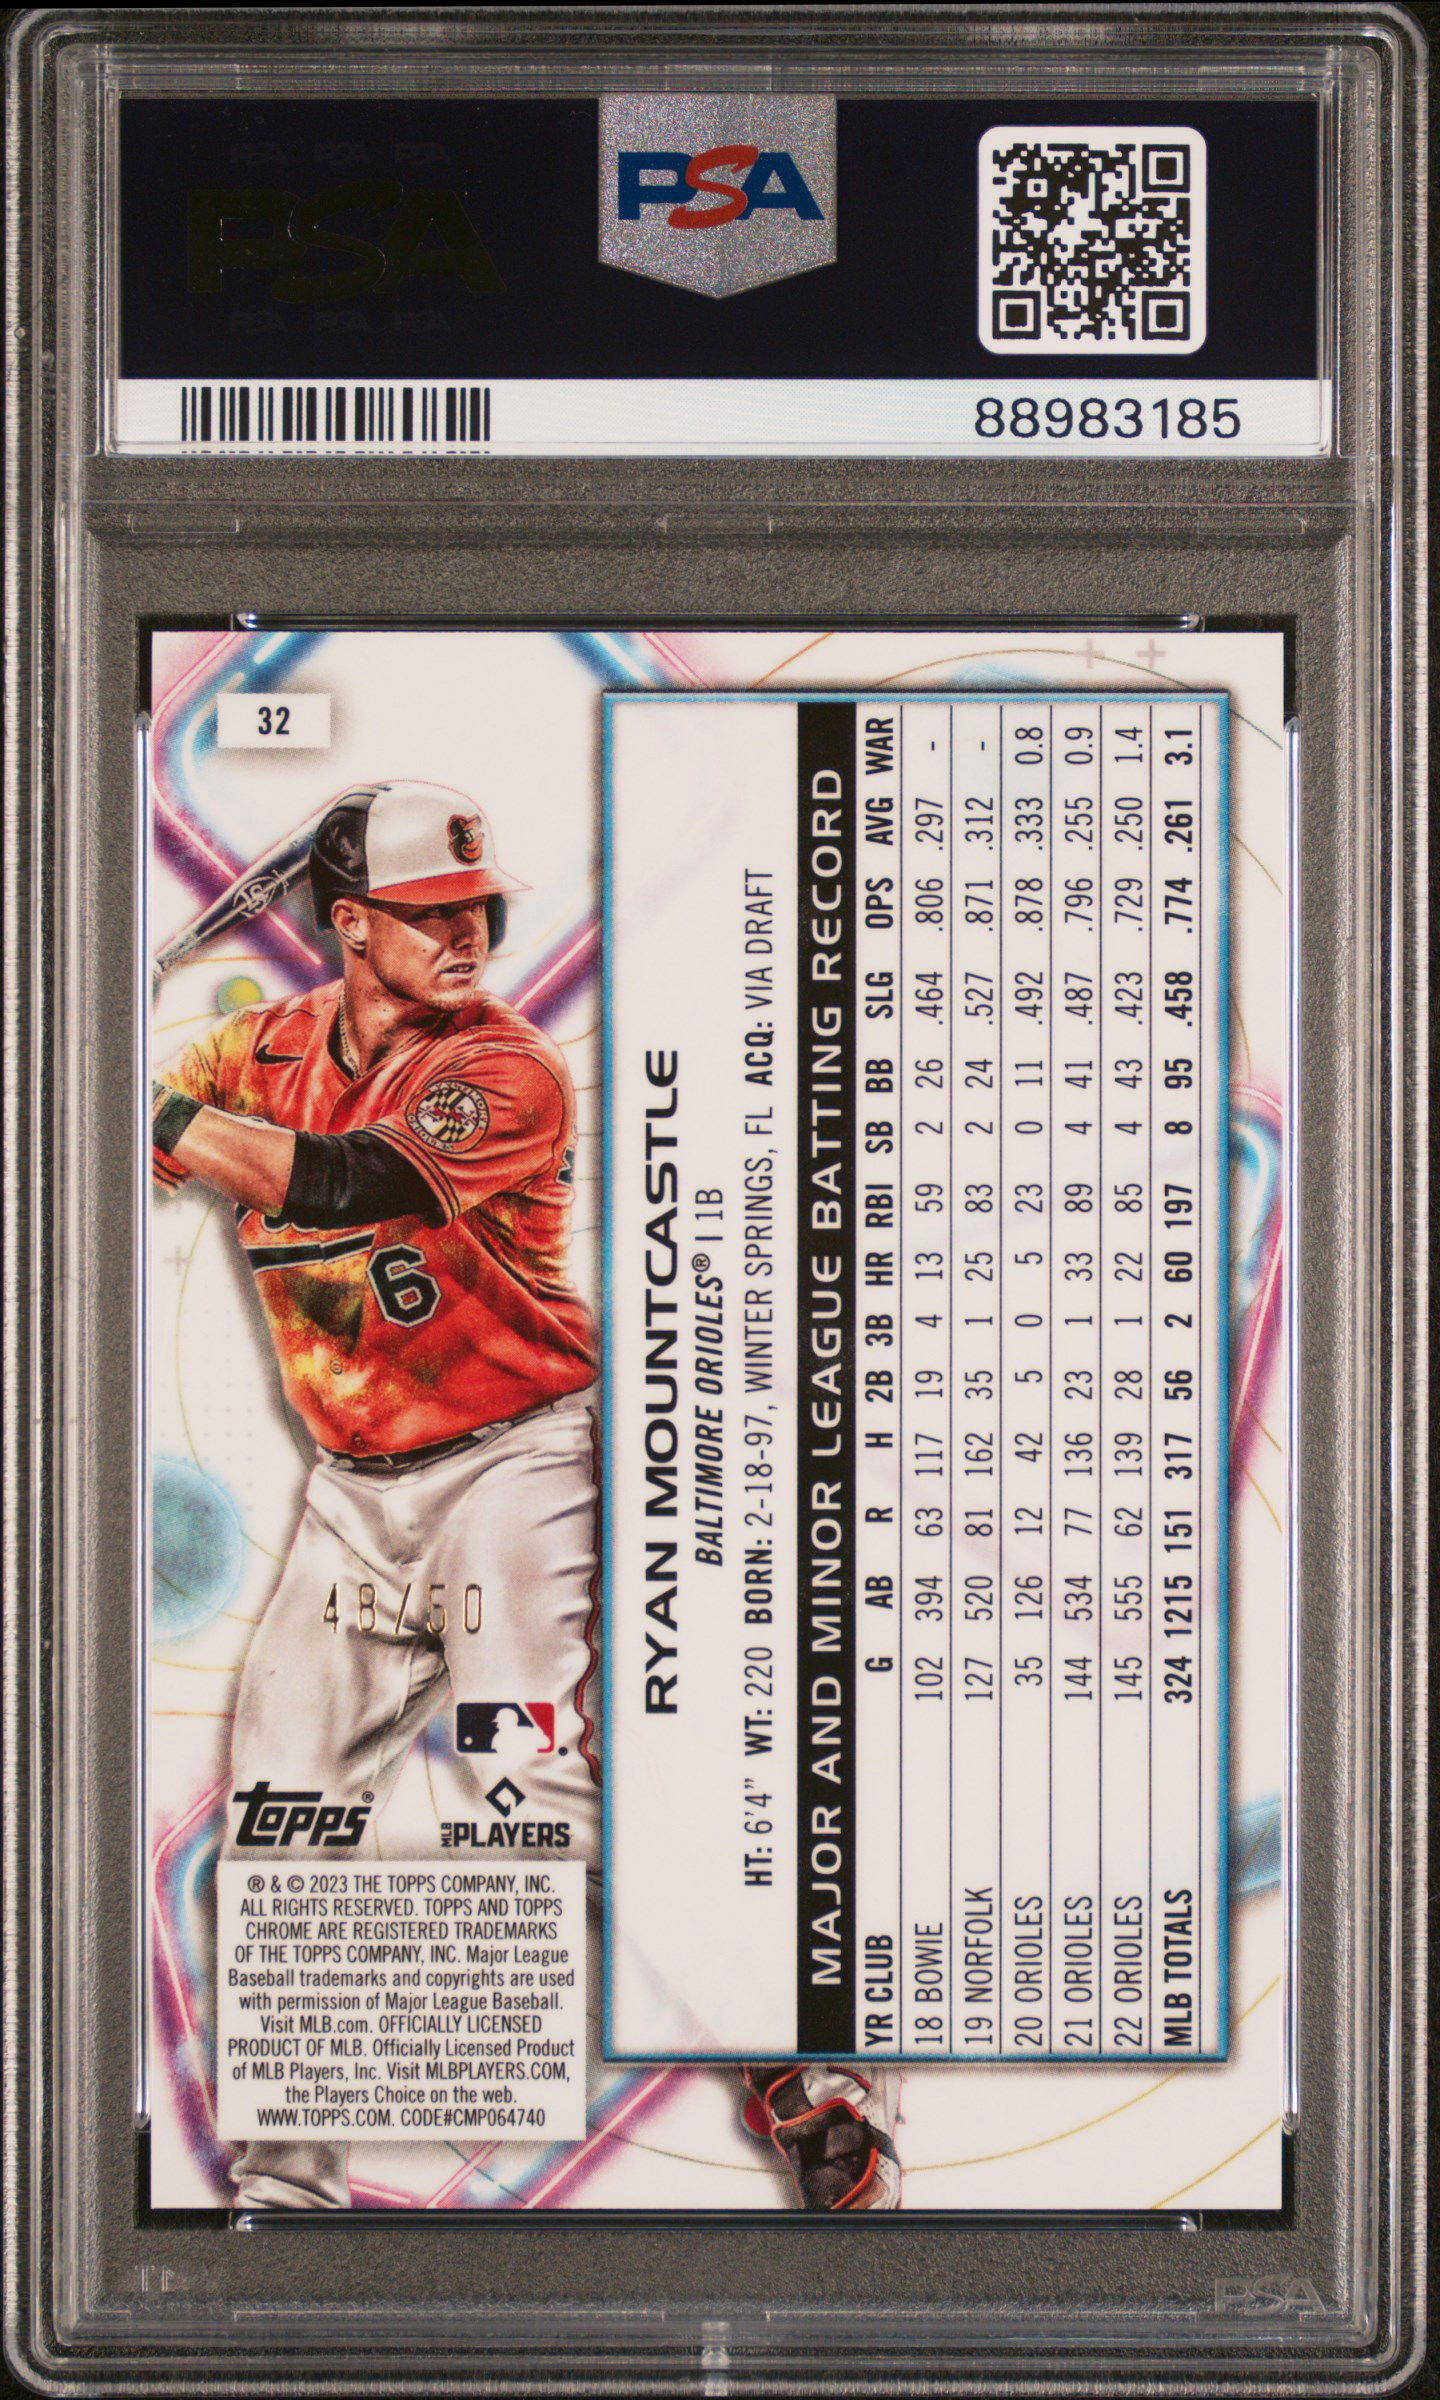 PSA
88983185
32
6
48/50
Topps®
MLB PLAYERS
® & © 2023 THE TOPPS COMPANY, INC.
ALL RIGHTS RESERVED. TOPPS AND TOPPS
CHROME ARE REGISTERED TRADEMARKS
OF THE TOPPS COMPANY, INC. Major League
Baseball trademarks and copyrights are used
with permission of Major League Baseball.
Visit MLB.com. OFFICIALLY LICENSED
PRODUCT OF MLB. Officially Licensed Product
of MLB Players, Inc. Visit MLBPLAYERS.COM,
the Players Choice on the web.
WWW.TOPPS.COM. CODE#CMP064740
RYAN MOUNTCASTLE
BALTIMORE ORIOLES® | 1B
HT: 6'4" WT: 220 BORN: 2-18-97, WINTER SPRINGS, FL ACQ: VIA DRAFT
MAJOR AND MINOR LEAGUE BATTING RECORD
YR CLUB G AB R H 2B 3B HR RBI SB BB SLG OPS AVG WAR
18 BOWIE 102 394 63 117 19 4 13 59 2 26 .464 .806 .297 -
19 NORFOLK 127 520 81 162 35 1 25 83 2 24 .527 .871 .312 -
20 ORIOLES 35 126 12 42 5 0 5 23 0 11 .492 .878 .333 0.8
21 ORIOLES 144 534 77 136 23 1 33 89 4 41 .487 .796 .255 0.9
22 ORIOLES 145 555 62 139 28 1 22 85 4 43 .423 .729 .250 1.4
MLB TOTALS 324 1215 151 317 56 2 60 197 8 95 .458 .774 .261 3.1
PSA